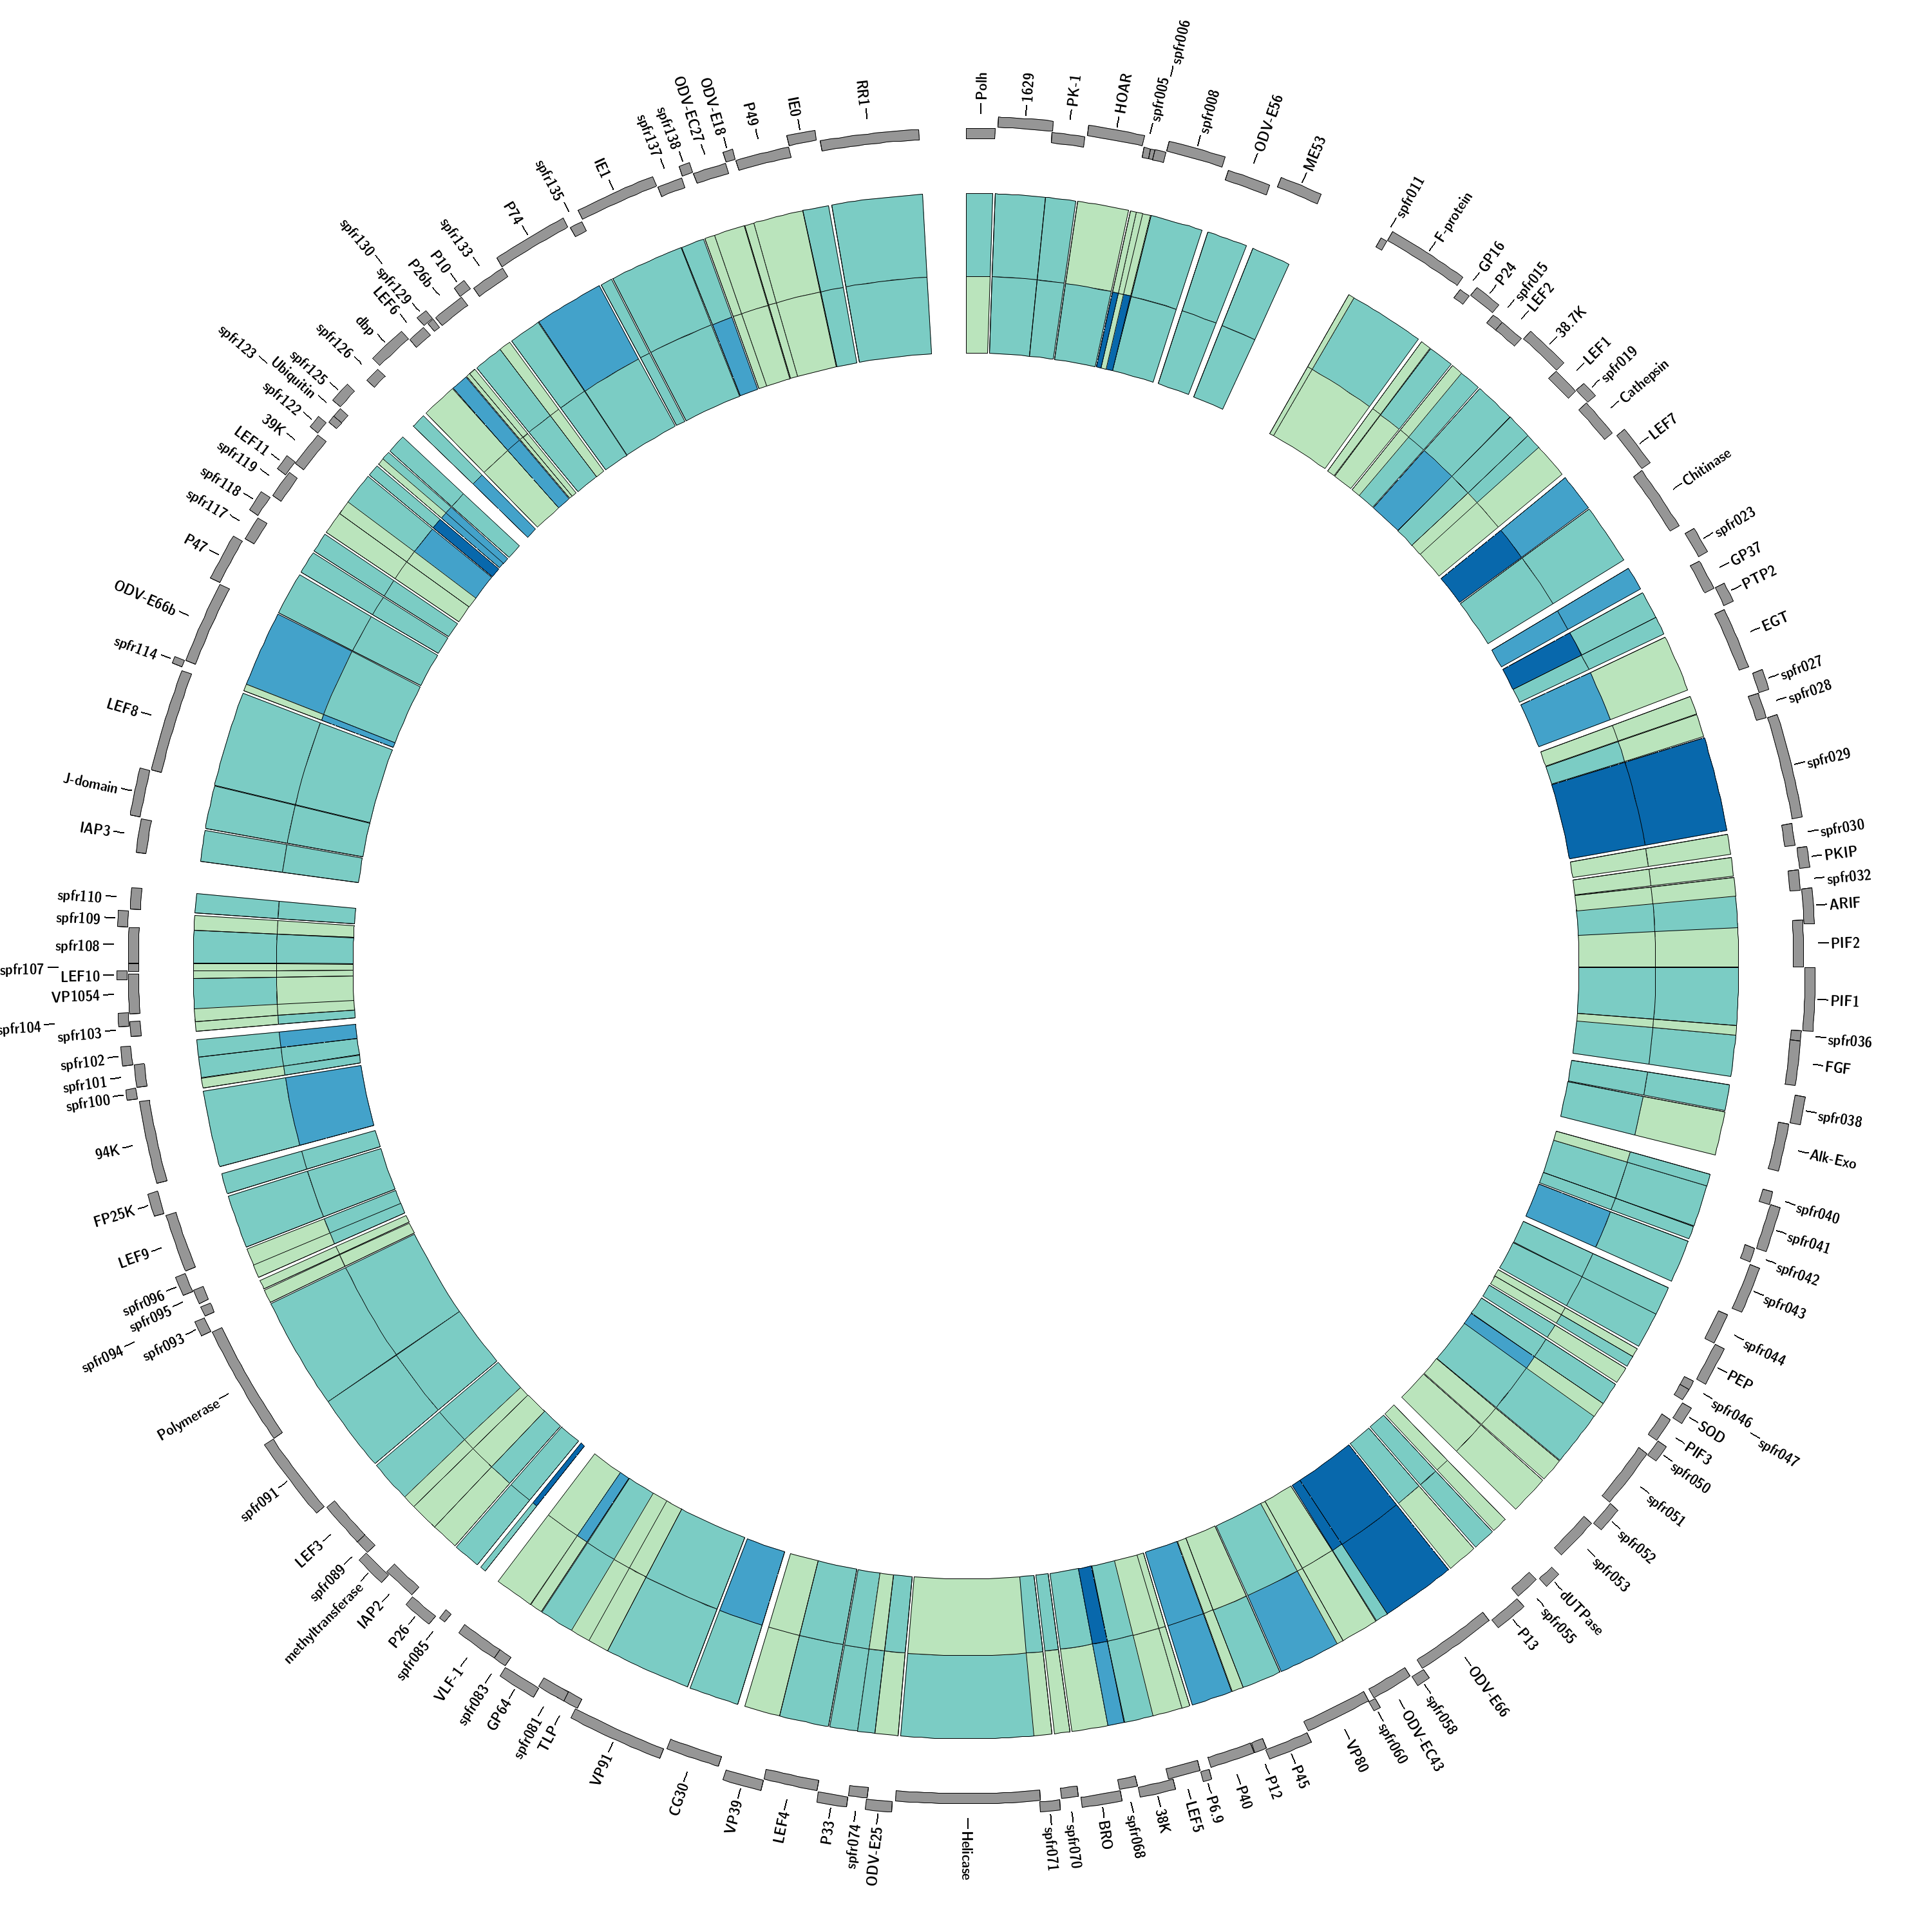 Polh
1629
PK-1
HOAR
spfr005
spfr006
spfr008
ODV-E56
ME53
spfr011
F-protein
GP16
P24
spfr015
LEF2
38.7K
LEF1
spfr019
Cathepsin
LEF7
Chitinase
spfr023
GP37
PTP2
EGT
spfr027
spfr028
spfr029
spfr030
PKIP
spfr032
ARIF
PIF2
PIF1
spfr036
FGF
spfr038
Alk-Exo
spfr040
spfr041
spfr042
spfr043
spfr044
PEP
spfr046
spfr047
SOD
PIF3
spfr050
spfr051
spfr052
spfr053
dUTPase
spfr055
P13
ODV-E66
spfr058
ODV-EC43
spfr060
VP80
P45
P12
P40
P6.9
LEF5
38K
spfr068
BRO
spfr070
spfr071
Helicase
ODV-E25
spfr074
P33
LEF4
VP39
CG30
VP91
TLP
spfr081
GP64
spfr083
VLF-1
spfr085
P26
IAP2
methyltransferase
spfr089
LEF3
spfr091
Polymerase
spfr093
spfr094
spfr095
spfr096
LEF9
FP25K
94K
spfr100
spfr101
spfr102
spfr103
spfr104
VP1054
LEF10
spfr107
spfr108
spfr109
spfr110
IAP3
J-domain
LEF8
spfr114
ODV-E66b
P47
spfr117
spfr118
spfr119
LEF11
39K
spfr122
Ubiquitin
spfr123
spfr125
spfr126
dbp
LEF6
spfr129
spfr130
P26b
P10
spfr133
P74
spfr135
IE1
spfr137
spfr138
ODV-EC27
ODV-E18
P49
IE0
RR1